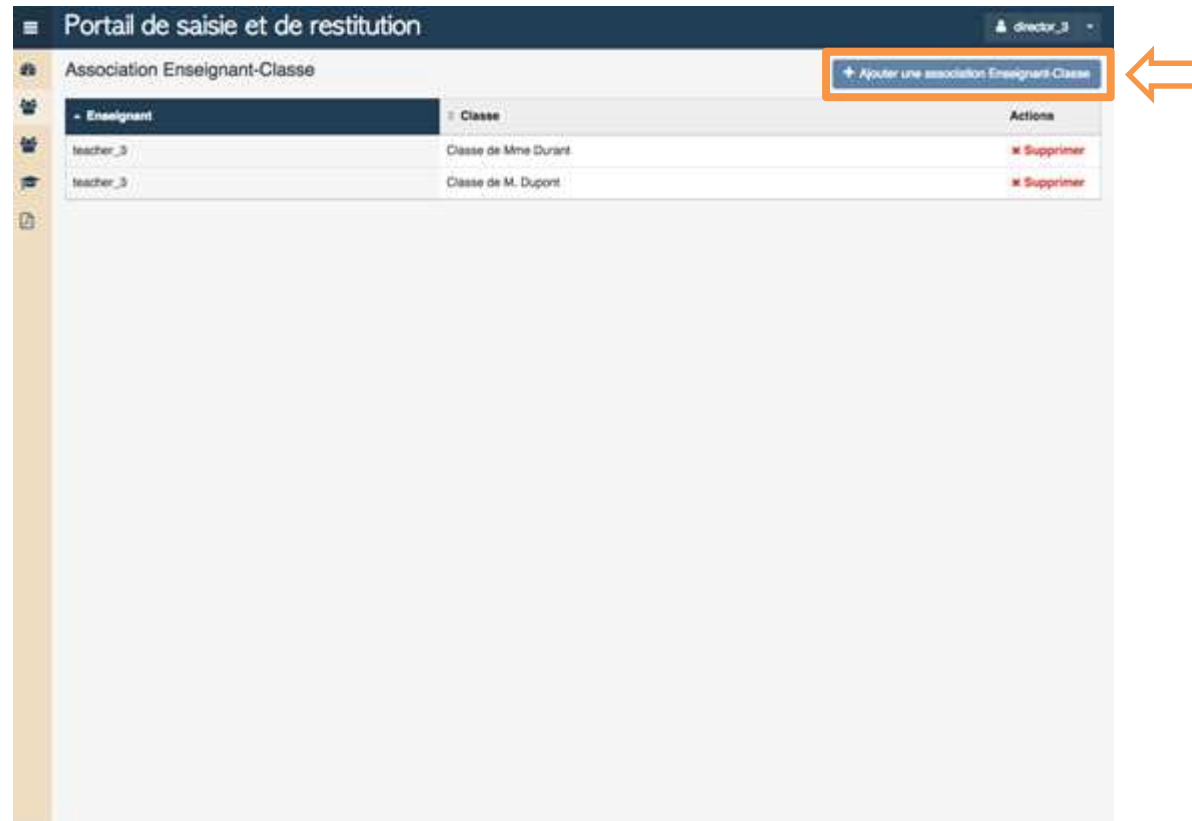 Portail de saisie et de restitution
director_3
Association Enseignant-Classe
+ Ajouter une association Enseignant-Classe
Enseignant Classe Actions
teacher_3 Classe de Mme Durant × Supprimer
teacher_3 Classe de M. Dupont × Supprimer